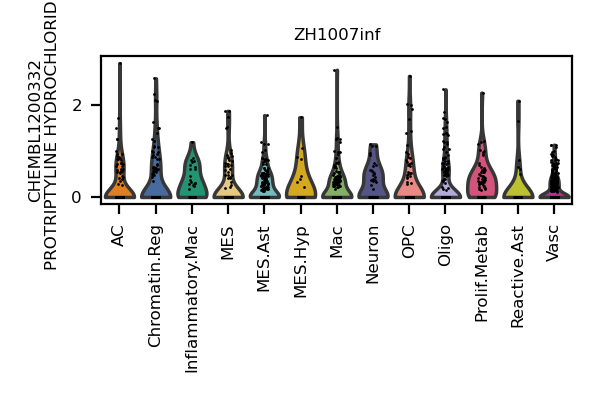 ZH1007inf
CHEMBL1200332
PROTRIPTYLINE HYDROCHLORID
2
0
AC
Chromatin.Reg
Inflammatory.Mac
MES
MES.Ast
MES.Hyp
Mac
Neuron
OPC
Oligo
Prolif.Metab
Reactive.Ast
Vasc